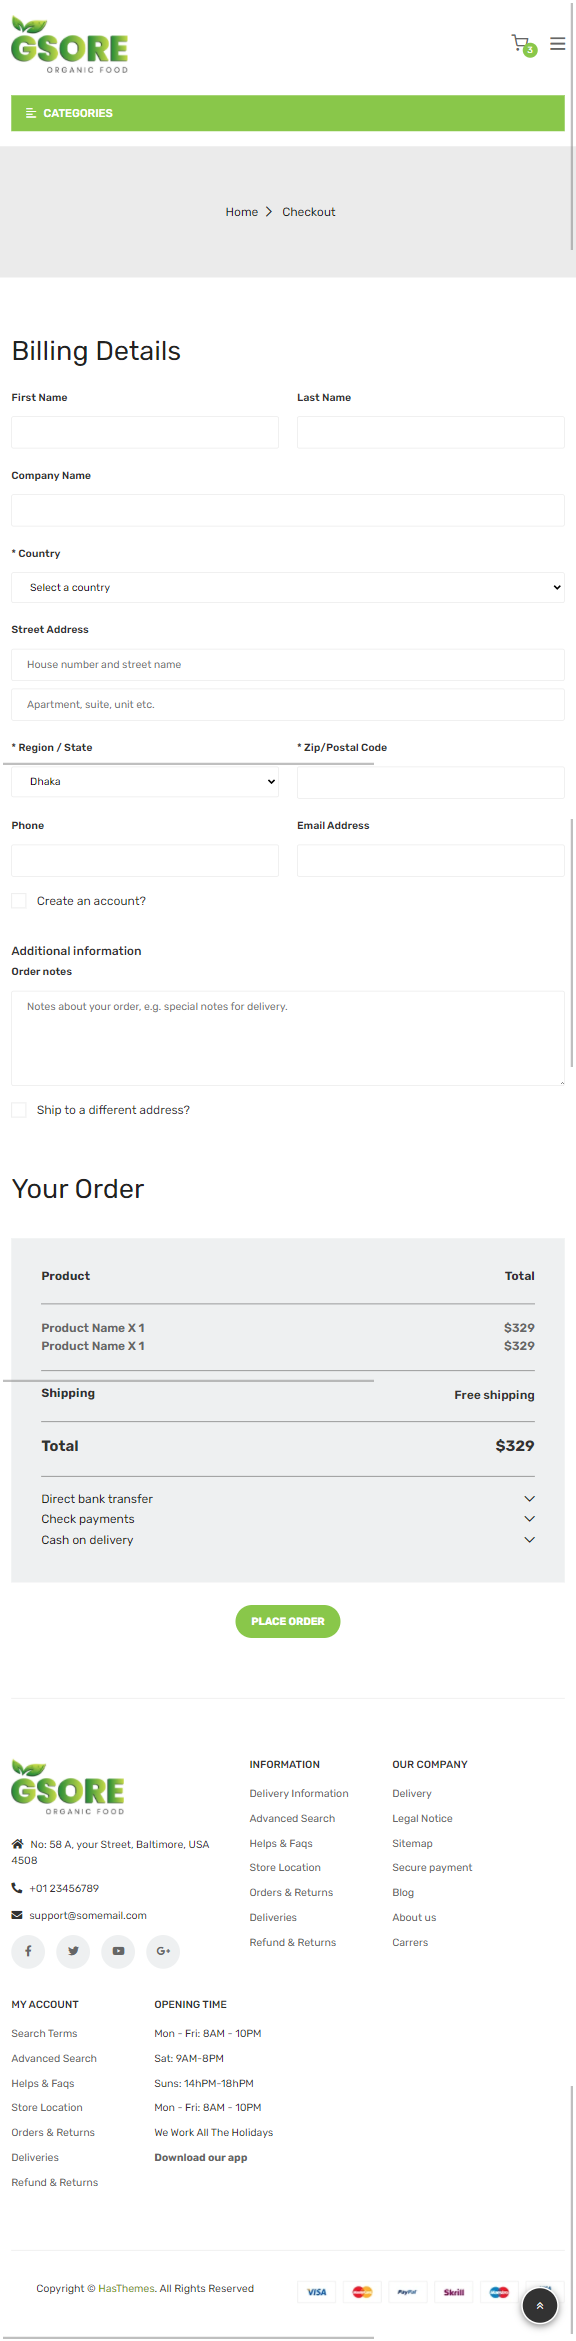 GSORE
ORGANIC FOOD
3
CATEGORIES
Home
Checkout
Billing Details
First Name
Last Name
Company Name
* Country
Select a country
Street Address
House number and street name
Apartment, suite, unit etc.
* Region / State
* Zip/Postal Code
Dhaka
Phone
Email Address
Create an account?
Additional information
Order notes
Notes about your order, e.g. special notes for delivery.
Ship to a different address?
Your Order
Product Total
Product Name X 1 $329
Product Name X 1 $329
Shipping Free shipping
Total $329
Direct bank transfer
Check payments
Cash on delivery
PLACE ORDER
GSORE
ORGANIC FOOD
No: 58 A, your Street, Baltimore, USA
4508
+01 23456789
support@somemail.com
G+
INFORMATION
Delivery Information
Advanced Search
Helps & Faqs
Store Location
Orders & Returns
Deliveries
Refund & Returns
OUR COMPANY
Delivery
Legal Notice
Sitemap
Secure payment
Blog
About us
Carrers
MY ACCOUNT
Search Terms
Advanced Search
Helps & Faqs
Store Location
Orders & Returns
Deliveries
Refund & Returns
OPENING TIME
Mon - Fri: 8AM - 10PM
Sat: 9AM-8PM
Suns: 14hPM-18hPM
Mon - Fri: 8AM - 10PM
We Work All The Holidays
Download our app
Copyright © HasThemes. All Rights Reserved
VISA
PayPal
Skrill